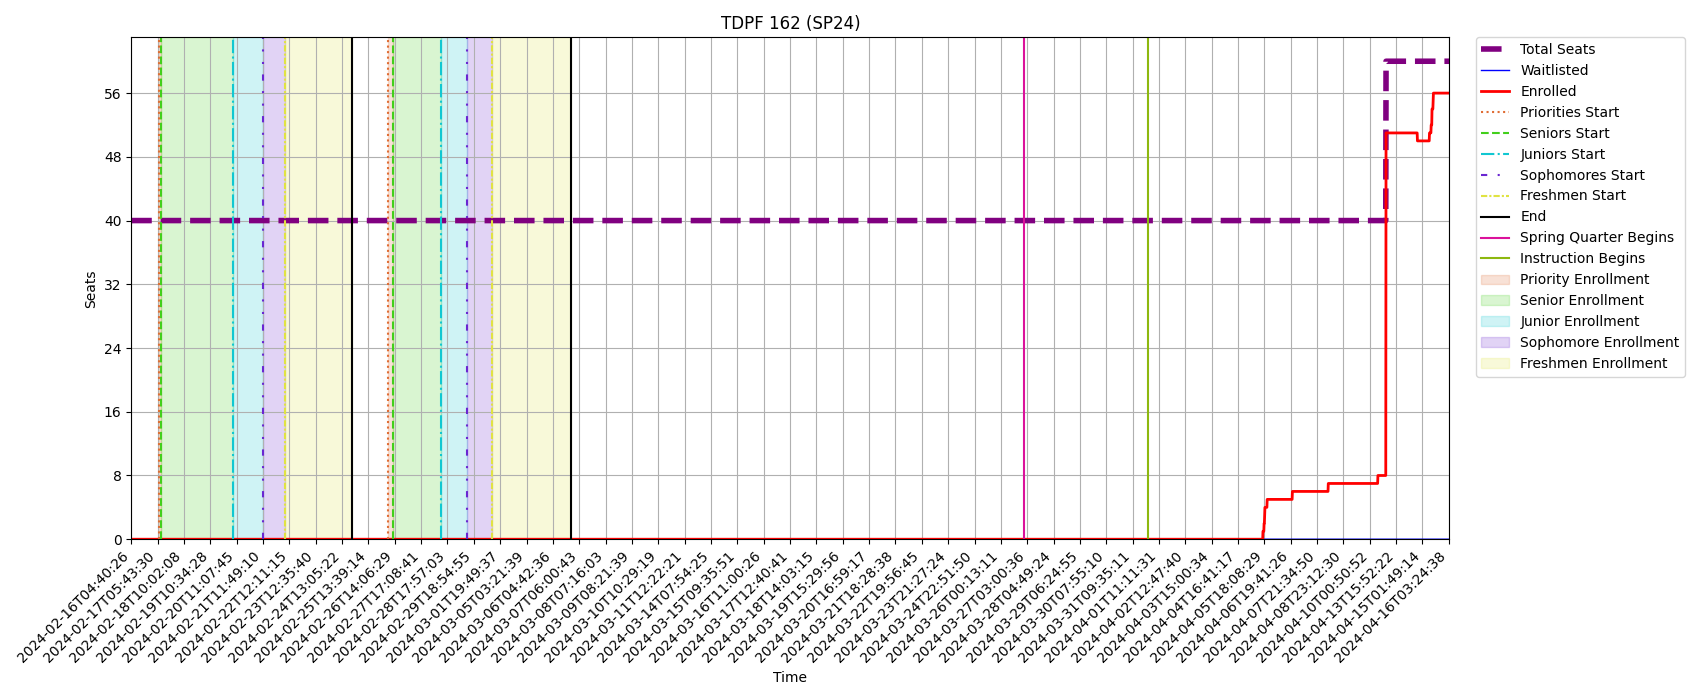 TDPF 162 (SP24)
Seats
56
48
40
32
24
16
8
0
2024-02-16T04:40:26
2024-02-17T05:43:30
2024-02-18T10:02:08
2024-02-19T10:34:28
2024-02-20T11:07:45
2024-02-21T11:49:10
2024-02-22T12:11:15
2024-02-23T12:35:40
2024-02-24T13:05:22
2024-02-25T13:39:14
2024-02-26T14:06:29
2024-02-27T17:08:41
2024-02-28T17:57:03
2024-02-29T18:54:55
2024-03-01T19:49:37
2024-03-05T03:21:39
2024-03-06T04:42:36
2024-03-07T06:00:43
2024-03-08T07:16:03
2024-03-09T08:21:39
2024-03-10T10:29:19
2024-03-11T12:22:21
2024-03-14T07:54:25
2024-03-15T09:35:51
2024-03-16T11:00:26
2024-03-17T12:40:41
2024-03-18T14:03:15
2024-03-19T15:29:56
2024-03-20T16:59:17
2024-03-21T18:28:38
2024-03-22T19:56:45
2024-03-23T21:27:24
2024-03-24T22:51:50
2024-03-26T00:13:11
2024-03-27T03:00:36
2024-03-28T04:49:24
2024-03-29T06:24:55
2024-03-30T07:55:10
2024-03-31T09:35:11
2024-04-01T11:11:31
2024-04-02T12:47:40
2024-04-03T15:00:34
2024-04-04T16:41:17
2024-04-05T18:08:29
2024-04-06T19:41:26
2024-04-07T21:34:50
2024-04-08T23:12:30
2024-04-10T00:50:52
2024-04-13T15:52:22
2024-04-15T01:49:14
2024-04-16T03:24:38
Time
Total Seats
Waitlisted
Enrolled
Priorities Start
Seniors Start
Juniors Start
Sophomores Start
Freshmen Start
End
Spring Quarter Begins
Instruction Begins
Priority Enrollment
Senior Enrollment
Junior Enrollment
Sophomore Enrollment
Freshmen Enrollment